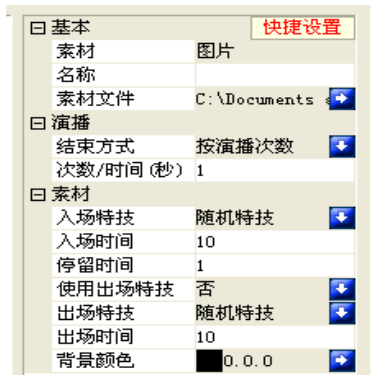 基本 快捷设置
素材 图片
名称
素材文件 C:\Documents
演播
结束方式 按演播次数
次数/时间(秒) 1
素材
入场特技 随机特技
入场时间 10
停留时间 1
使用出场特技 否
出场特技 随机特技
出场时间 10
背景颜色 0.0.0